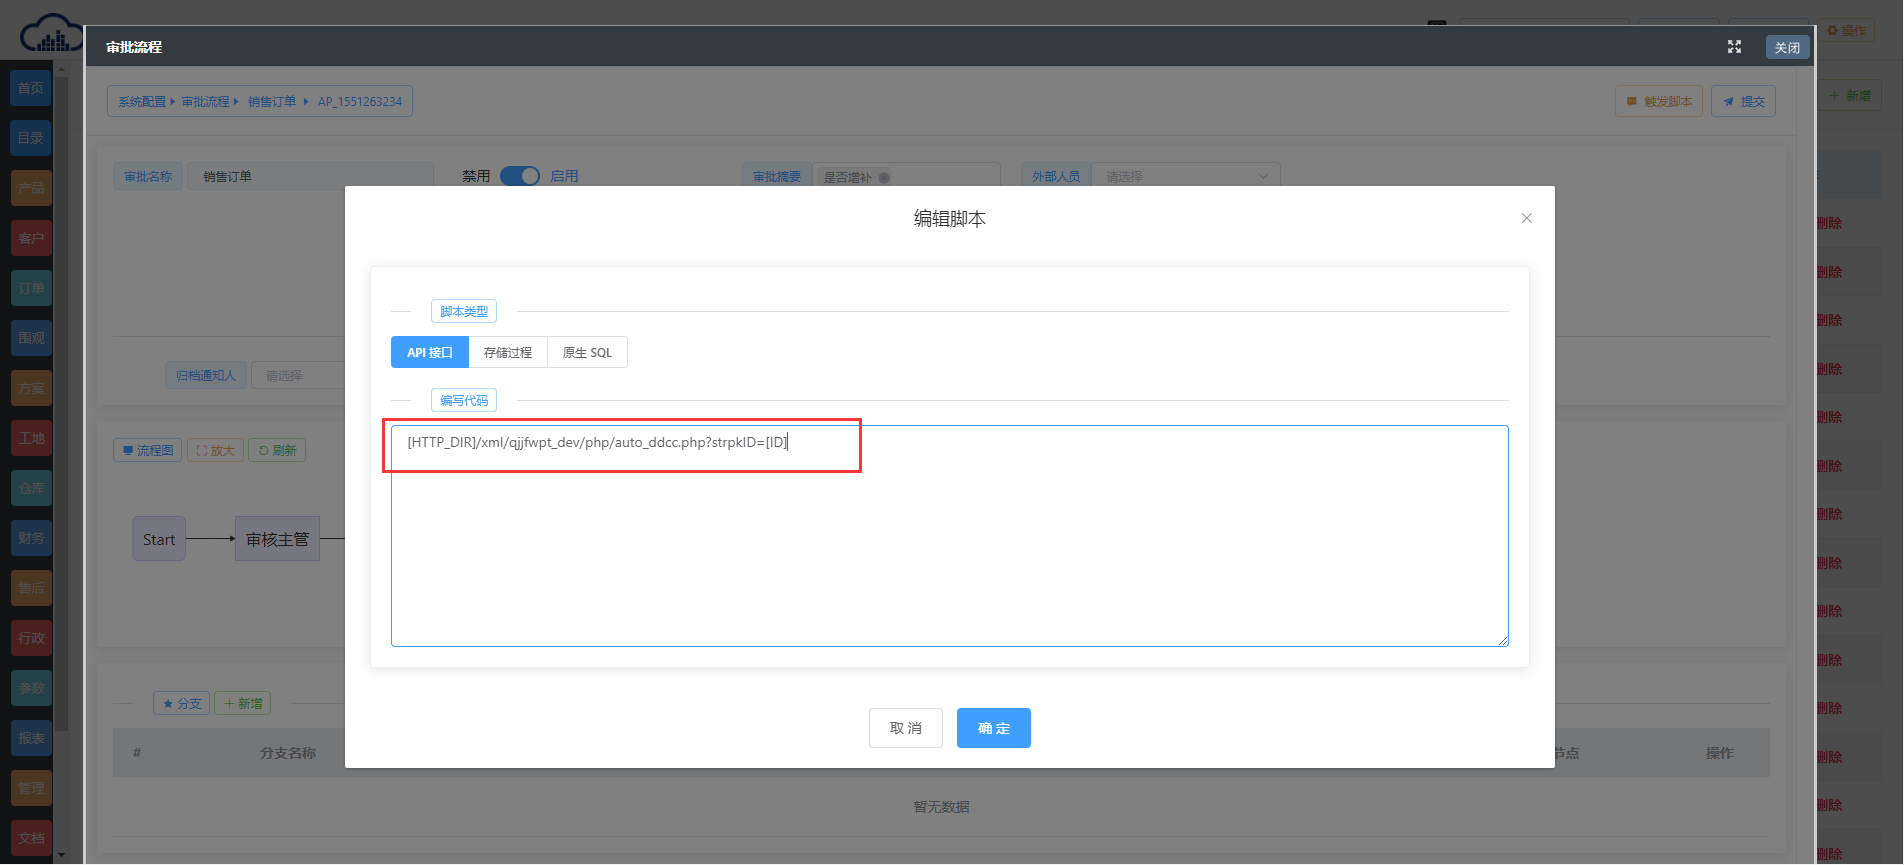 操作
审批流程
关闭
首页
系统配置 审批流程 销售订单 AP_1551263234
触发脚本
提交
新增
目录
审批名称
销售订单
禁用
启用
审批摘要
是否增补
外部人员
请选择
产品
编辑脚本
客户
删除
订单
删除
脚本类型
删除
围观
API 接口
存储过程
原生 SQL
归档通知人
请选择
删除
方案
编写代码
删除
工地
[HTTP_DIR]/xml/qjjfwpt_dev/php/auto_ddcc.php?strpkID=[ID]
流程图
放大
刷新
删除
仓库
删除
财务
Start
审核主管
删除
售后
删除
行政
删除
参数
分支
新增
删除
取 消
确 定
报表
#
分支名称
节点
操作
删除
管理
暂无数据
删除
文档
删除